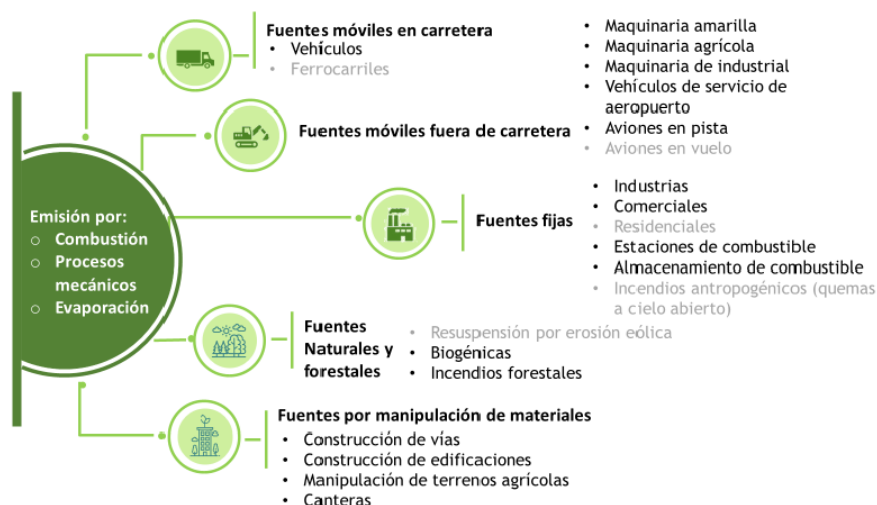 Emisión por:
o Combustión
o Procesos
mecánicos
o Evaporación
Fuentes móviles en carretera
• Vehículos
• Ferrocarriles
Fuentes móviles fuera de carretera
• Maquinaria amarilla
• Maquinaria agrícola
• Maquinaria de industrial
• Vehículos de servicio de
aeropuerto
• Aviones en pista
• Aviones en vuelo
Fuentes fijas
• Industrias
• Comerciales
• Residenciales
• Estaciones de combustible
• Almacenamiento de combustible
• Incendios antropogénicos (quemas
a cielo abierto)
Fuentes
Naturales y
forestales
• Resuspensión por erosión eólica
• Biogénicas
• Incendios forestales
Fuentes por manipulación de materiales
• Construcción de vías
• Construcción de edificaciones
• Manipulación de terrenos agrícolas
• Canteras